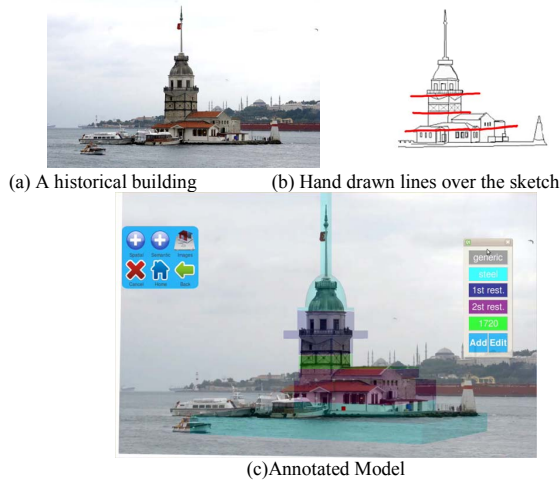 (a) A historical building
(b) Hand drawn lines over the sketch
Spatial Semantic Images
Cancel Home Back
generic
steel
1st rest.
2st rest.
1720
Add Edit
(c)Annotated Model